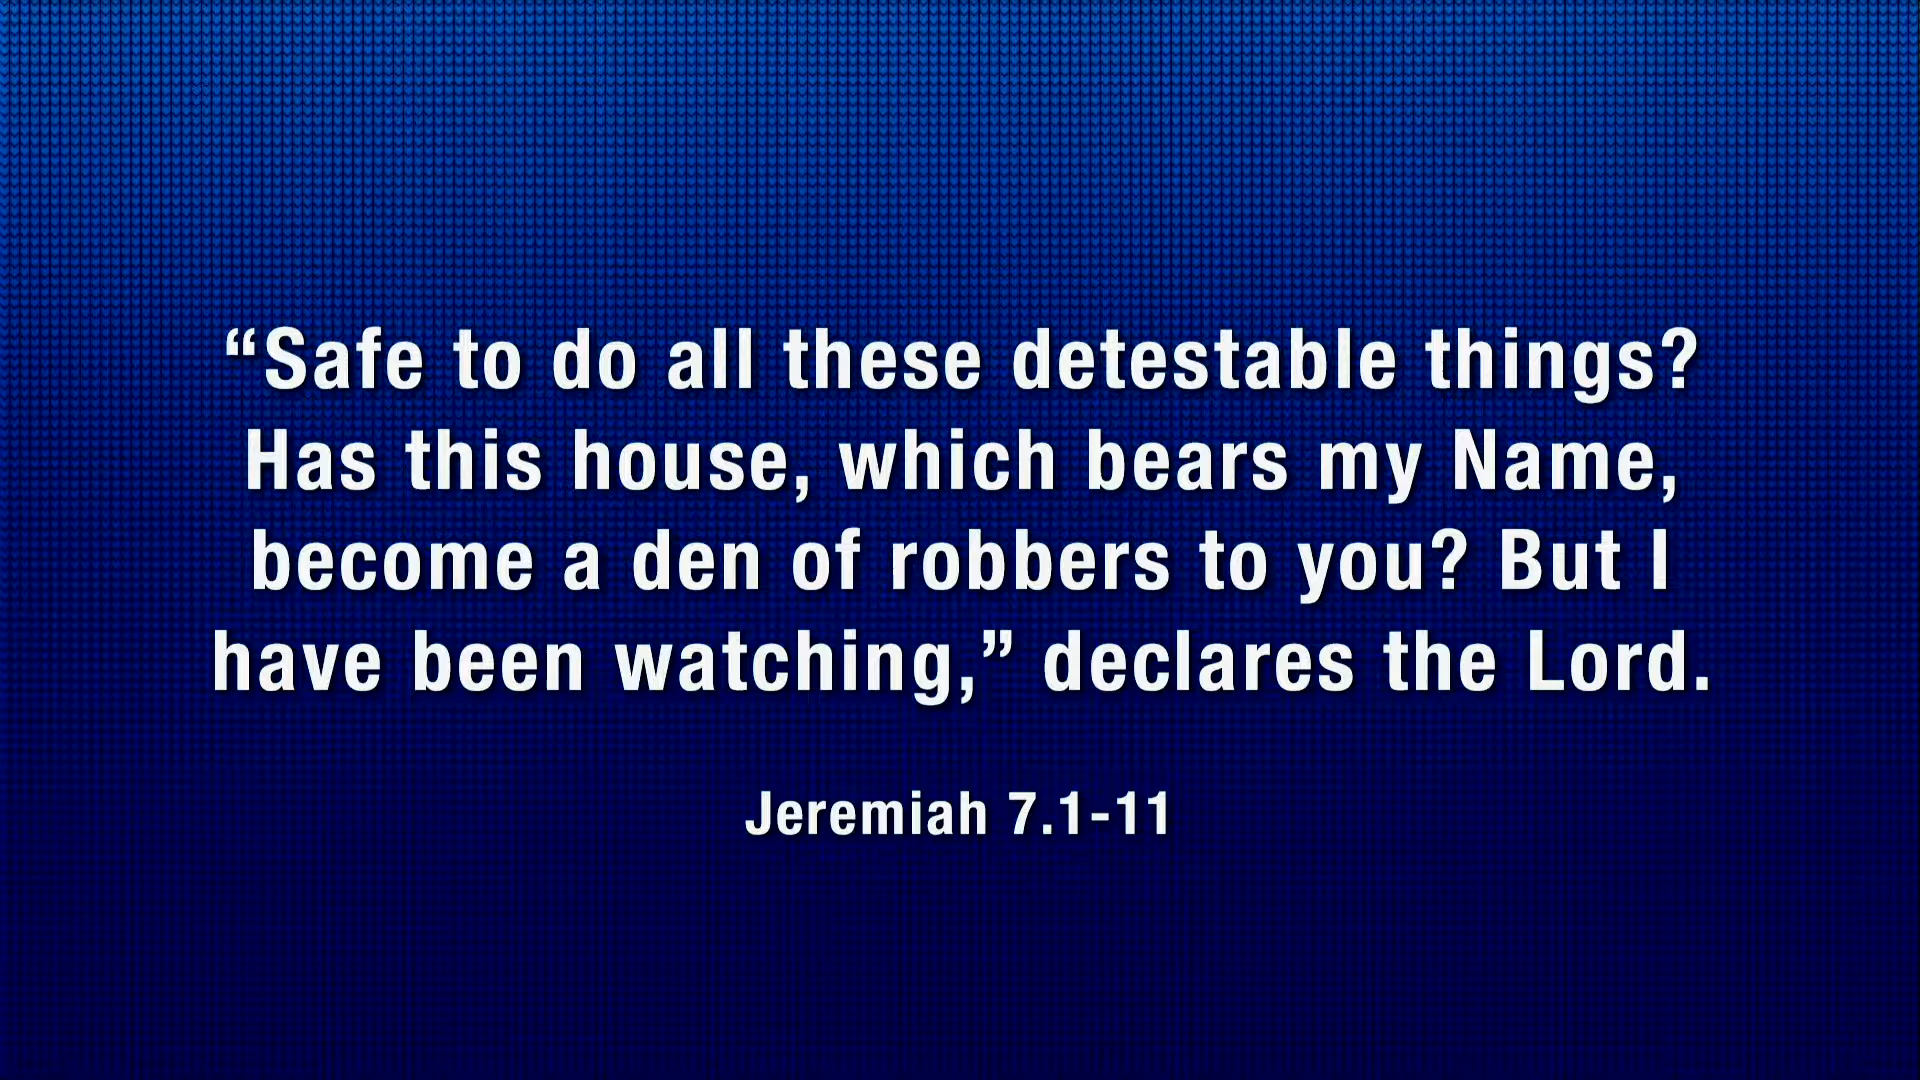 “Safe to do all these detestable things?
Has this house, which bears my Name,
become a den of robbers to you? But I
have been watching,” declares the Lord.
Jeremiah 7.1-11